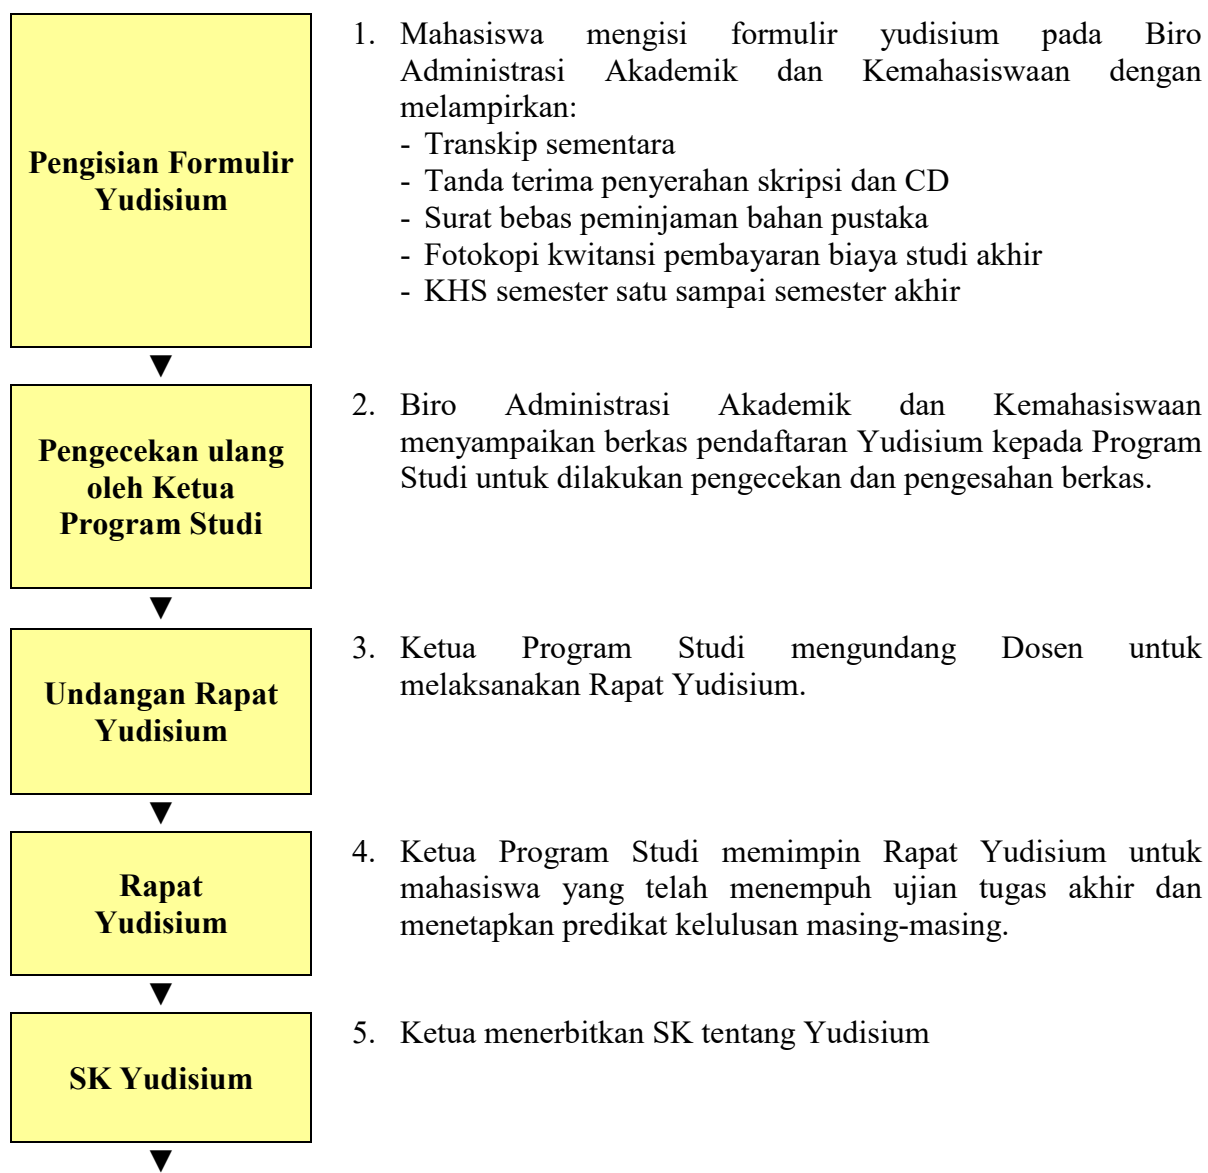 Pengisian Formulir
Yudisium
1. Mahasiswa mengisi formulir yudisium pada Biro
Administrasi Akademik dan Kemahasiswaan dengan
melampirkan:
- Transkip sementara
- Tanda terima penyerahan skripsi dan CD
- Surat bebas peminjaman bahan pustaka
- Fotokopi kwitansi pembayaran biaya studi akhir
- KHS semester satu sampai semester akhir
Pengecekan ulang
oleh Ketua
Program Studi
2. Biro Administrasi Akademik dan Kemahasiswaan
menyampaikan berkas pendaftaran Yudisium kepada Program
Studi untuk dilakukan pengecekan dan pengesahan berkas.
Undangan Rapat
Yudisium
3. Ketua Program Studi mengundang Dosen untuk
melaksanakan Rapat Yudisium.
Rapat
Yudisium
4. Ketua Program Studi memimpin Rapat Yudisium untuk
mahasiswa yang telah menempuh ujian tugas akhir dan
menetapkan predikat kelulusan masing-masing.
SK Yudisium
5. Ketua menerbitkan SK tentang Yudisium